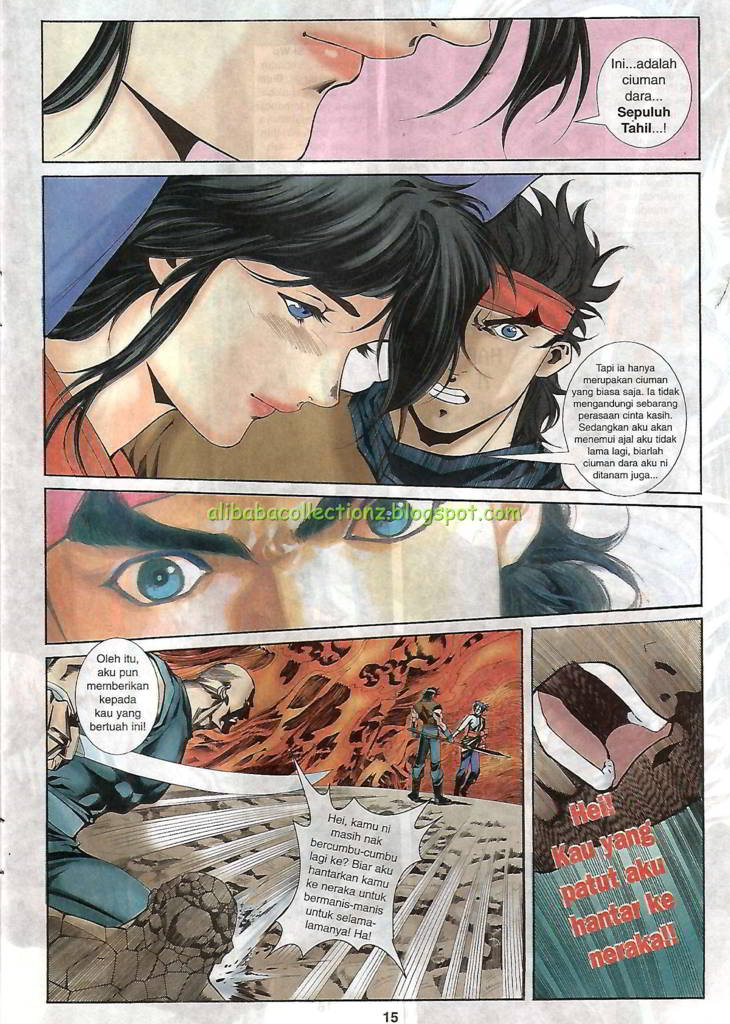 Ini...adalah
ciuman
dara...
Sepuluh
Tahil...!
Tapi ia hanya
merupakan ciuman
yang biasa saja. Ia tidak
mengandungi sebarang
perasaan cinta kasih.
Sedangkan aku akan
menemui ajal aku tidak
lama lagi, biarlah
ciuman dara aku ni
ditanam juga...
alibabacollectionz.blogspot.com
Oleh itu,
aku pun
memberikan
kepada
kau yang
bertuah ini!
Hei, kamu ni
masih nak
bercumbu-cumbu
lagi ke? Biar aku
hantarkan kamu
ke neraka untuk
bermanis-manis
untuk selama-
lamanya! Ha!
Hei!
Kau yang
patut aku
hantar ke
neraka!!
15